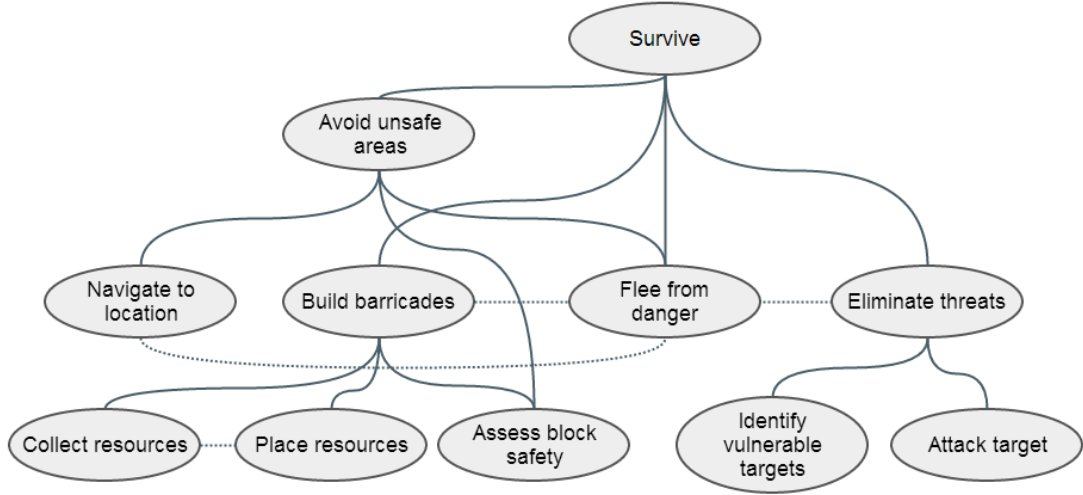 Survive
Avoid unsafe
areas
Navigate to
location
Build barricades
Flee from
danger
Eliminate threats
Collect resources
Place resources
Assess block
safety
Identify
vulnerable
targets
Attack target